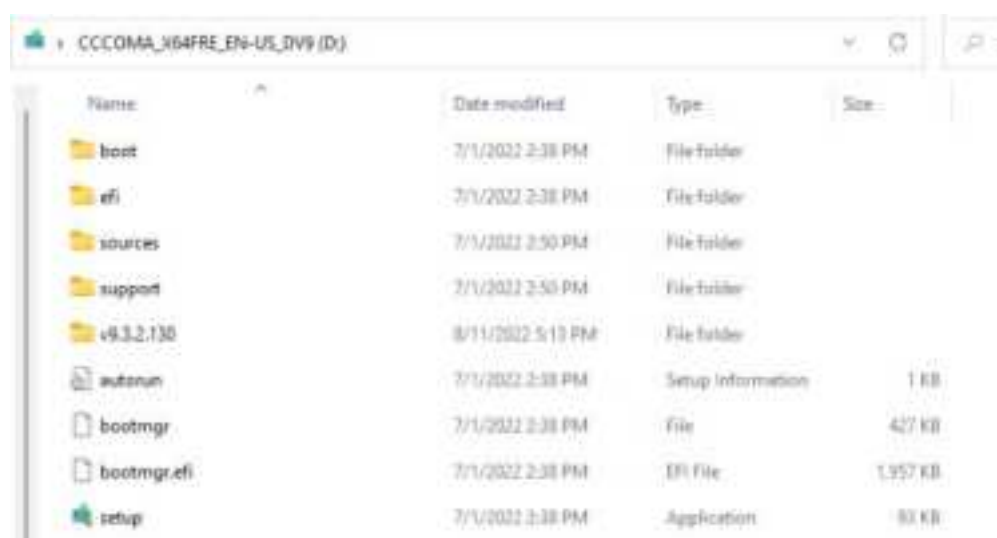 CCCOMA_X64FRE_EN-US_DV9 (D:)
Name Date modified Type Size
boot 7/1/2022 2:38 PM File folder
efi 7/1/2022 2:38 PM File folder
sources 7/1/2022 2:50 PM File folder
support 7/1/2022 2:50 PM File folder
v9.3.2.130 8/11/2022 5:13 PM File folder
autorun 7/1/2022 2:38 PM Setup Information 1 KB
bootmgr 7/1/2022 2:38 PM File 427 KB
bootmgr.efi 7/1/2022 2:38 PM EFI File 1,957 KB
setup 7/1/2022 2:38 PM Application 93 KB